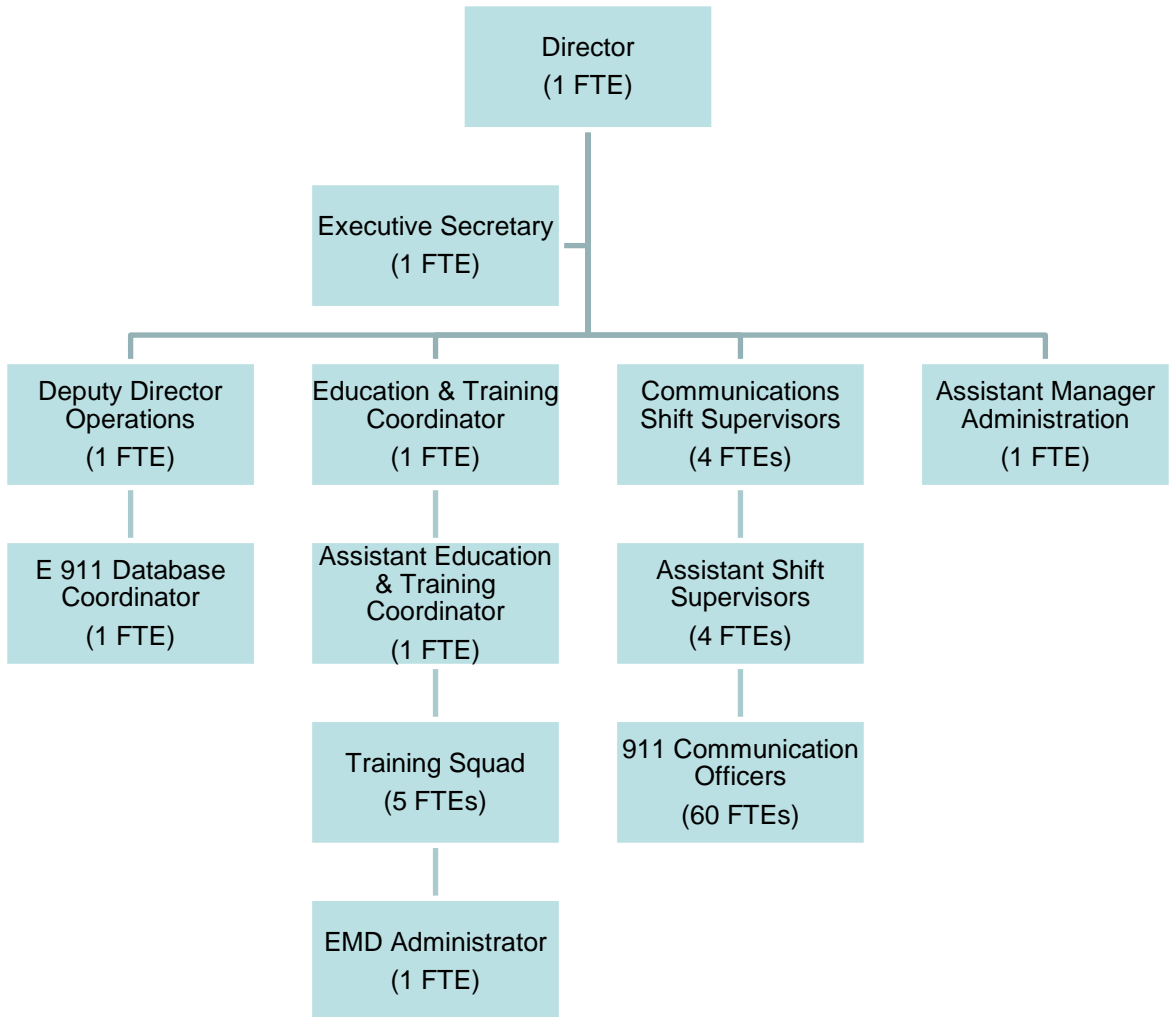 Director
(1 FTE)
Executive Secretary
(1 FTE)
Deputy Director
Operations
(1 FTE)
Education & Training
Coordinator
(1 FTE)
Communications
Shift Supervisors
(4 FTEs)
Assistant Manager
Administration
(1 FTE)
E 911 Database
Coordinator
(1 FTE)
Assistant Education
& Training
Coordinator
(1 FTE)
Assistant Shift
Supervisors
(4 FTEs)
Training Squad
(5 FTEs)
911 Communication
Officers
(60 FTEs)
EMD Administrator
(1 FTE)